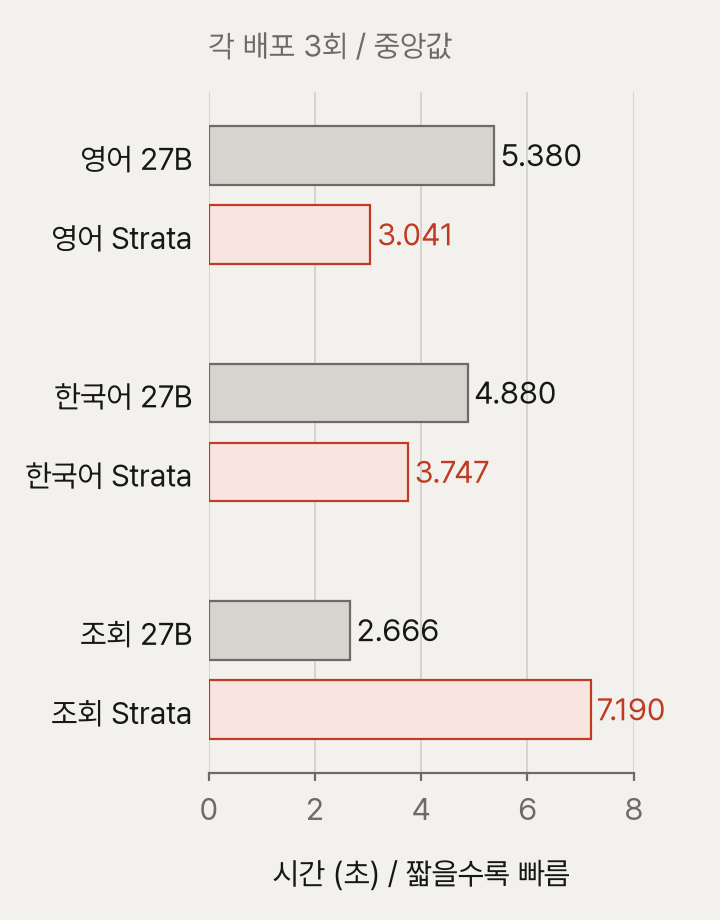 각 배포 3회 / 중앙값
영어 27B 5.380
영어 Strata 3.041
한국어 27B 4.880
한국어 Strata 3.747
조회 27B 2.666
조회 Strata 7.190
0 2 4 6 8
시간 (초) / 짧을수록 빠름